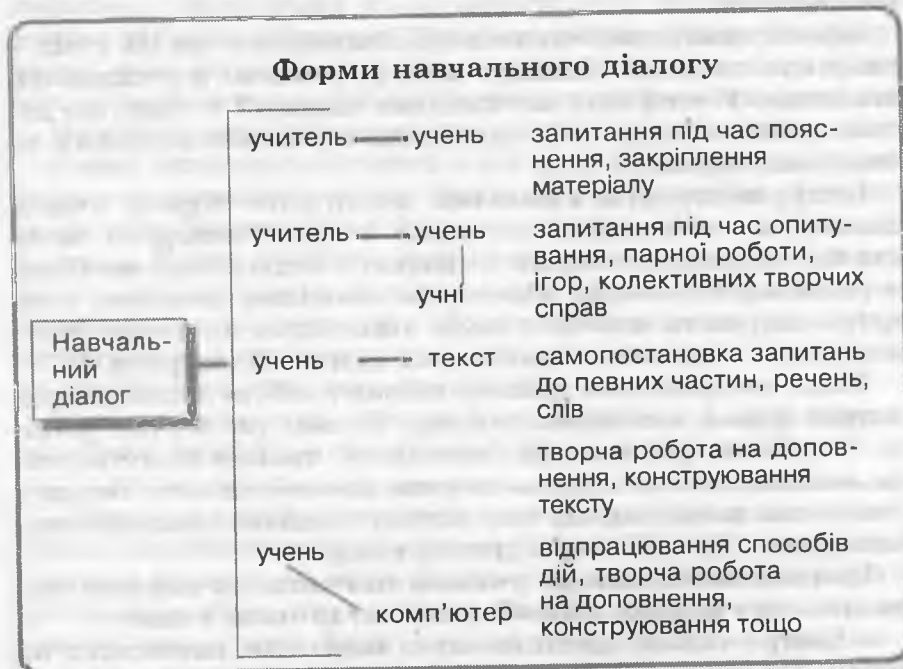 Форми навчального діалогу
учитель учень запитання під час пояс-
нення, закріплення
матеріалу
учитель учень запитання під час опиту-
вання, парної роботи,
ігор, колективних творчих
учні справ
Навчаль-
ний
діалог
учень текст самопостановка запитань
до певних частин, речень,
слів
творча робота на допов-
нення, конструювання
тексту
учень відпрацювання способів
дій, творча робота
комп'ютер на доповнення,
конструювання тощо